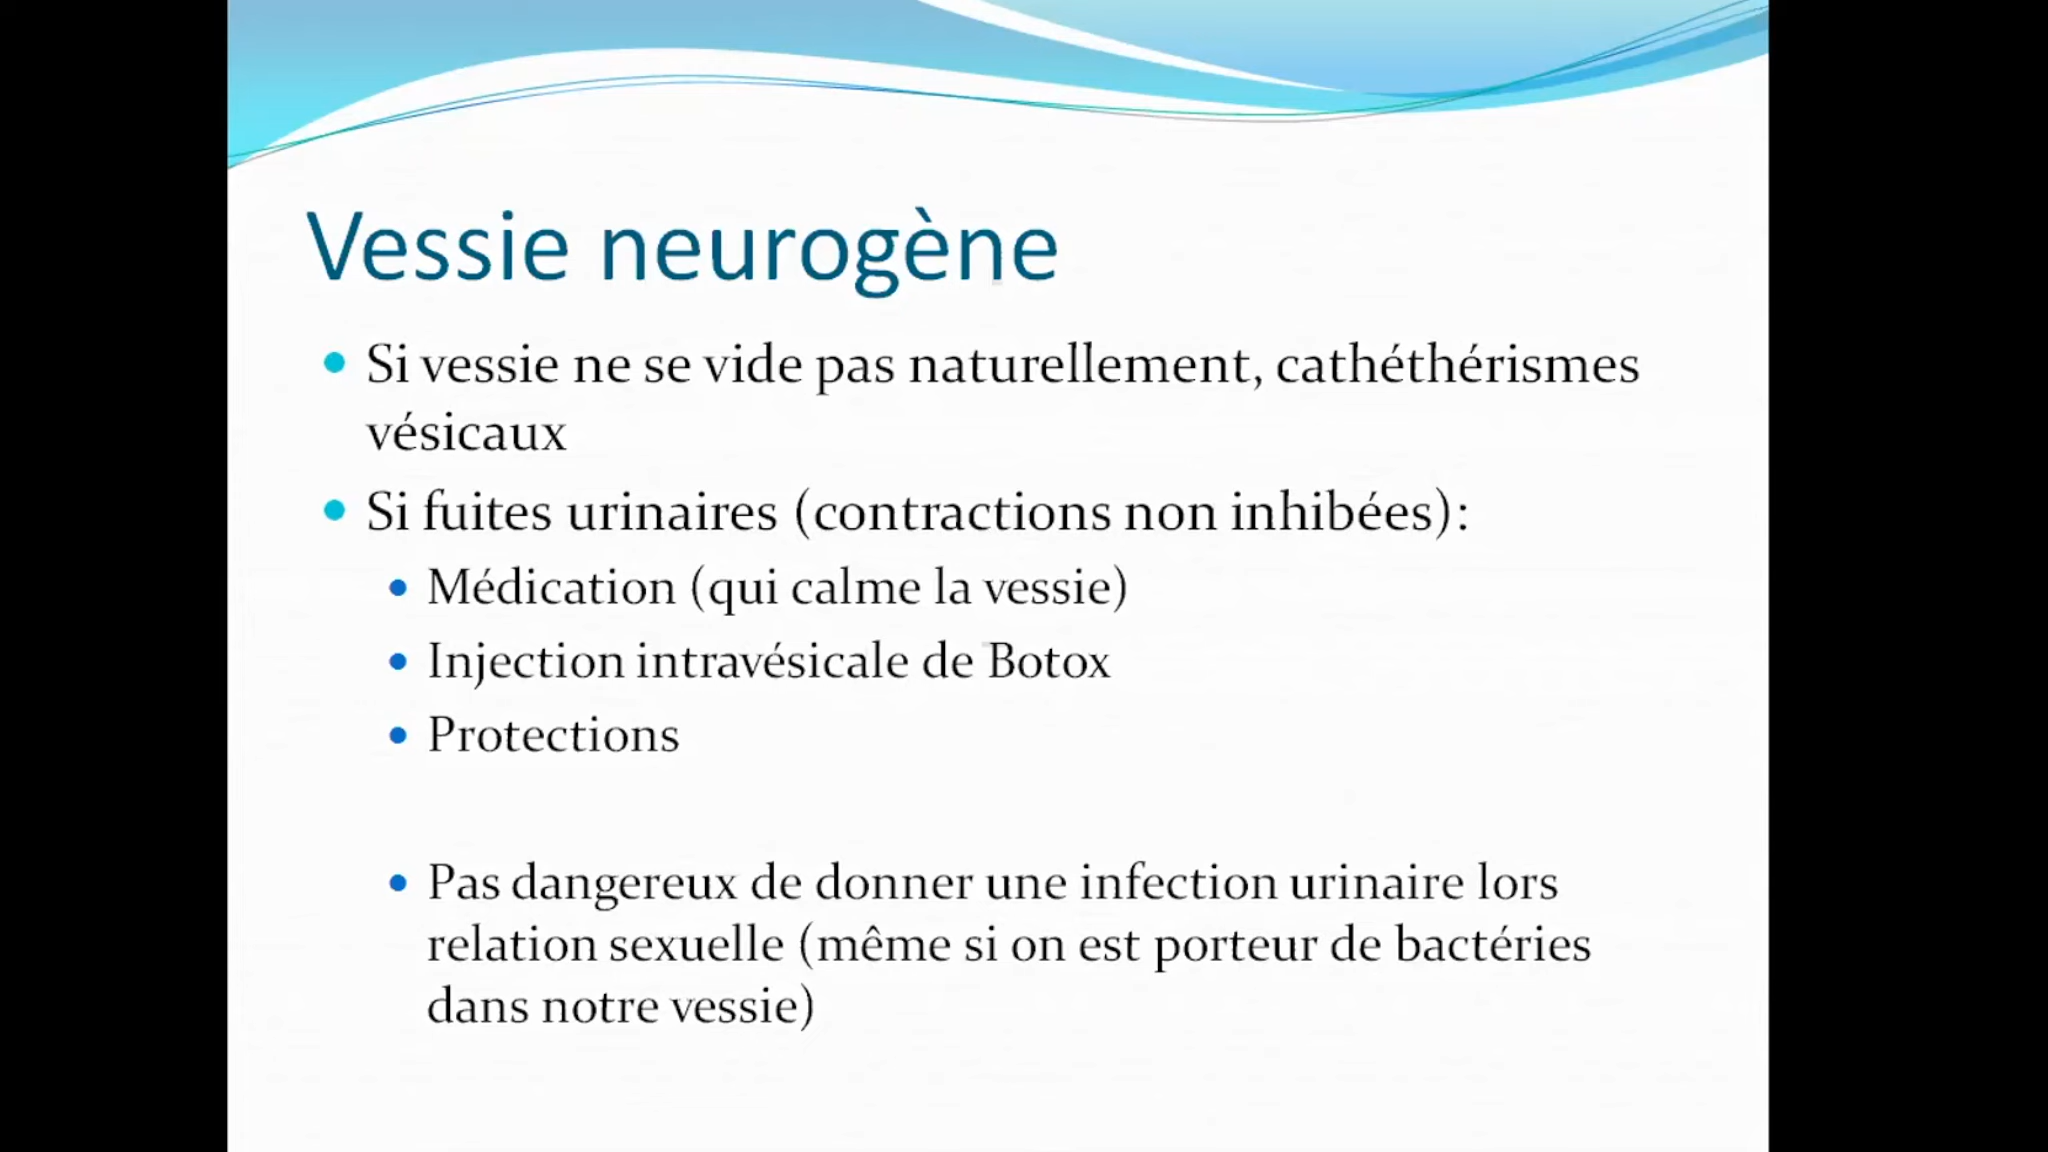 Vessie neurogène
• Si vessie ne se vide pas naturellement, cathéthérismes
vésicaux
• Si fuites urinaires (contractions non inhibées):
• Médication (qui calme la vessie)
• Injection intravésicale de Botox
• Protections
• Pas dangereux de donner une infection urinaire lors
relation sexuelle (même si on est porteur de bactéries
dans notre vessie)